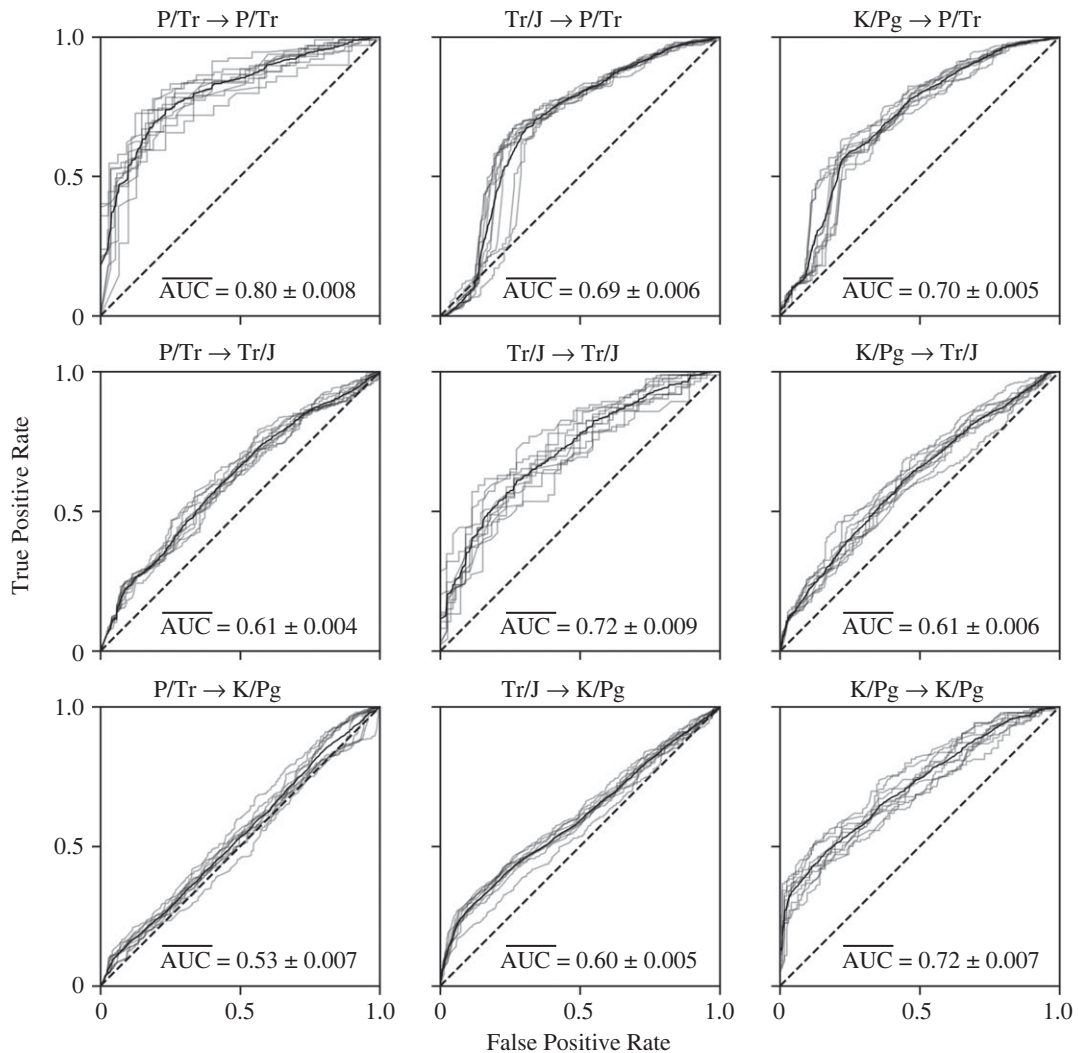 P/Tr → P/Tr
Tr/J → P/Tr
K/Pg → P/Tr
1.0
0.5
0
AUC = 0.80 ± 0.008
AUC = 0.69 ± 0.006
AUC = 0.70 ± 0.005
P/Tr → Tr/J
Tr/J → Tr/J
K/Pg → Tr/J
1.0
0.5
0
True Positive Rate
AUC = 0.61 ± 0.004
AUC = 0.72 ± 0.009
AUC = 0.61 ± 0.006
P/Tr → K/Pg
Tr/J → K/Pg
K/Pg → K/Pg
1.0
0.5
0
AUC = 0.53 ± 0.007
AUC = 0.60 ± 0.005
AUC = 0.72 ± 0.007
0 0.5 1.0
0 0.5 1.0
0 0.5 1.0
False Positive Rate